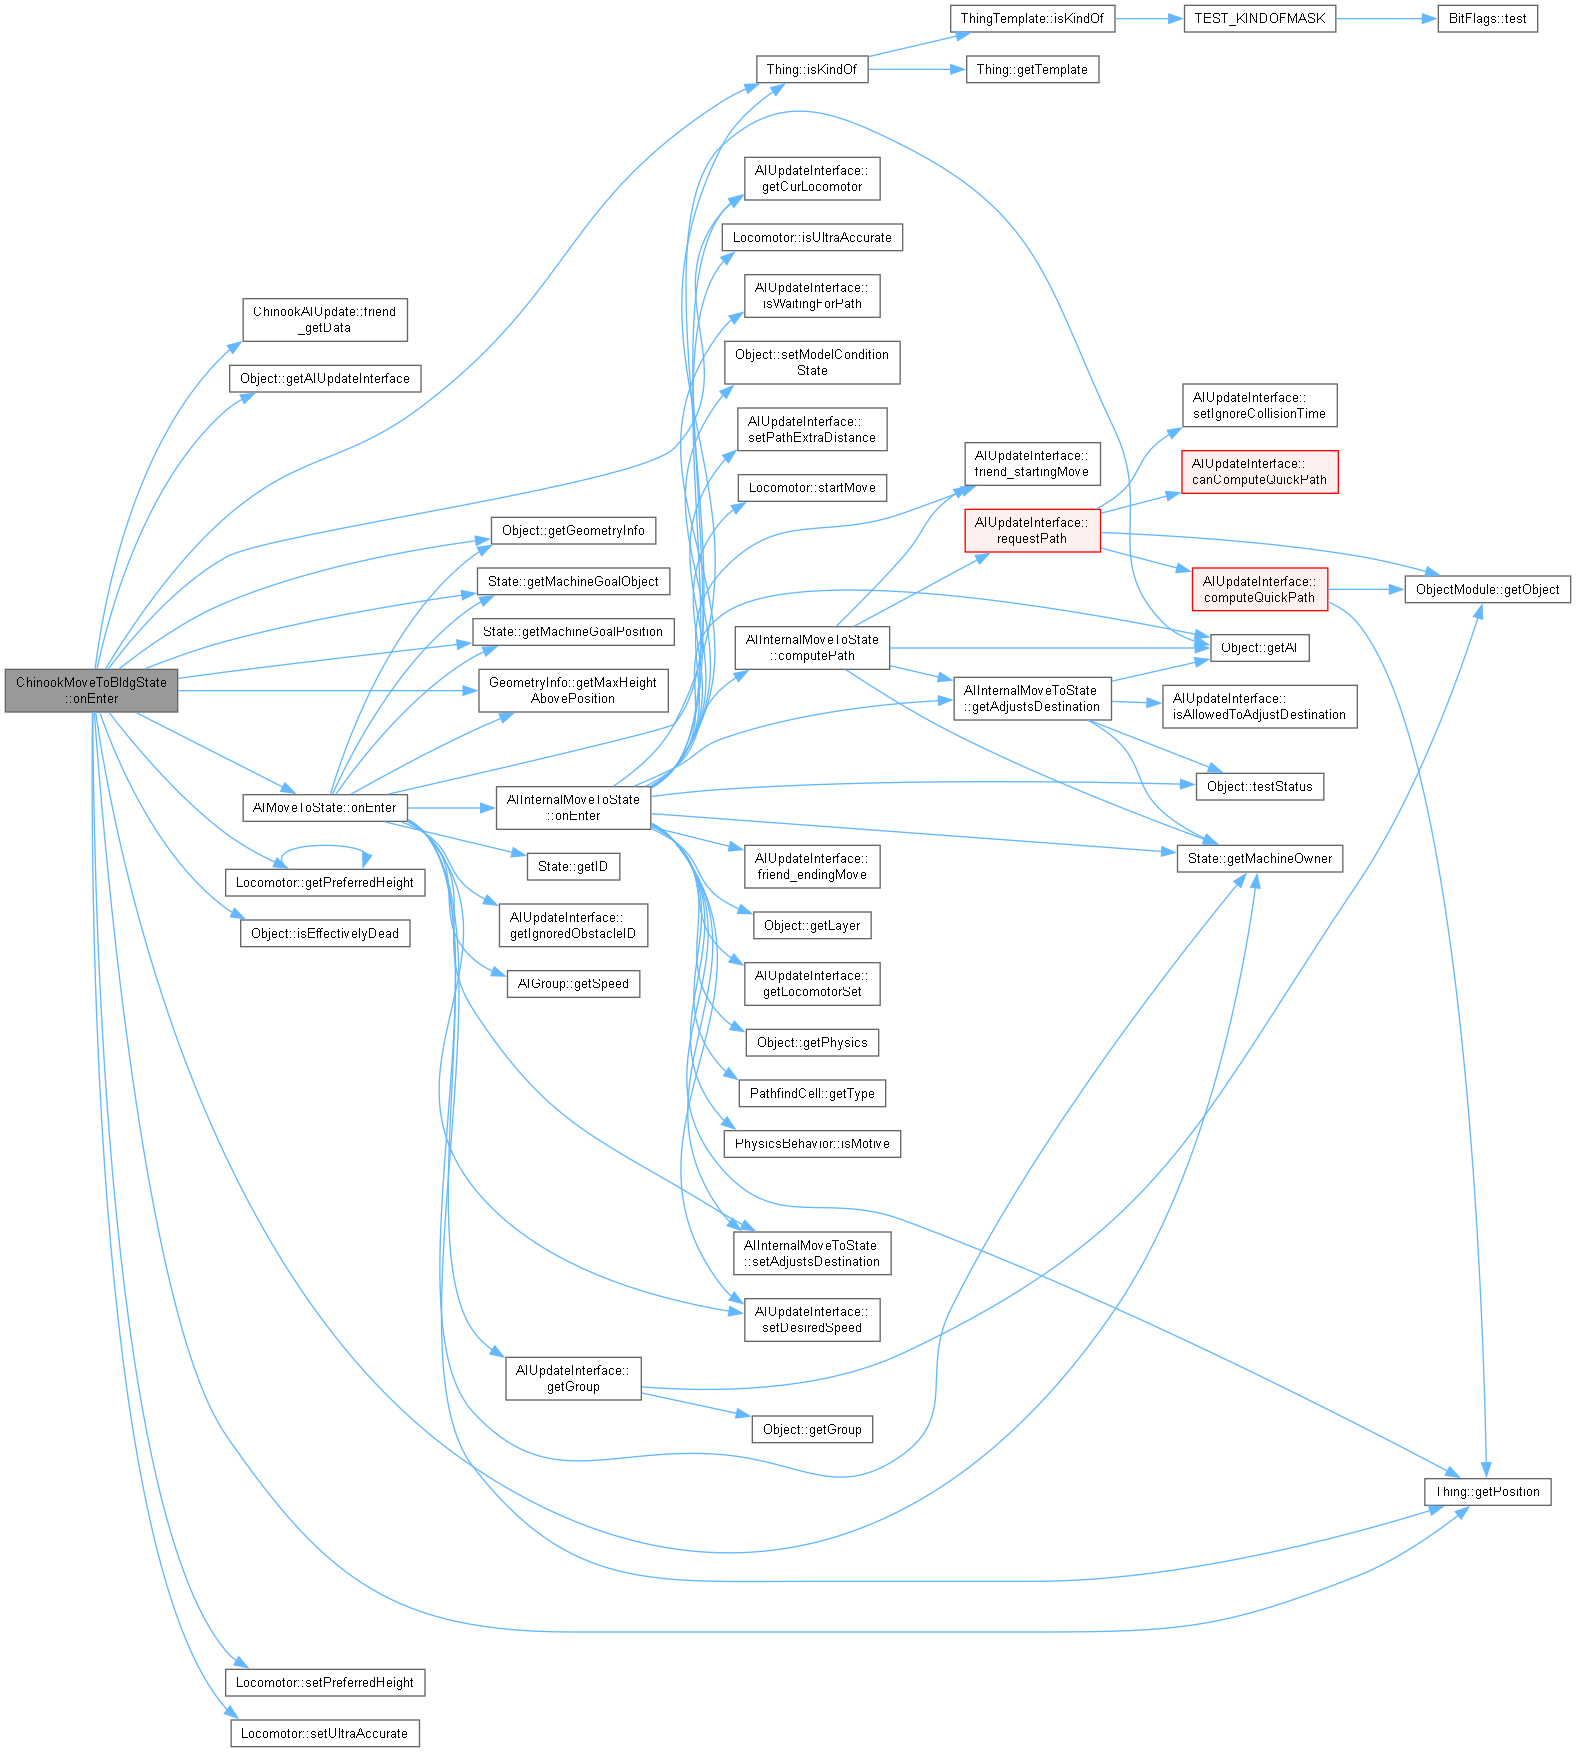 ThingTemplate::isKindOf
TEST_KINDOFMASK
BitFlags::test
Thing::isKindOf
Thing::getTemplate
AIUpdateInterface::
getCurLocomotor
Locomotor::isUltraAccurate
AIUpdateInterface::
isWaitingForPath
ChinookAIUpdate::friend
_getData
Object::setModelCondition
State
Object::getAIUpdateInterface
AIUpdateInterface::
setIgnoreCollisionTime
AIUpdateInterface::
setPathExtraDistance
AIUpdateInterface::
friend_startingMove
AIUpdateInterface::
canComputeQuickPath
Locomotor::startMove
Object::getGeometryInfo
AIUpdateInterface::
requestPath
State::getMachineGoalObject
AIUpdateInterface::
computeQuickPath
ObjectModule::getObject
State::getMachineGoalPosition
AIInternalMoveToState
::computePath
Object::getAI
ChinookMoveToBldgState
::onEnter
GeometryInfo::getMaxHeight
AbovePosition
AIInternalMoveToState
::getAdjustsDestination
AIUpdateInterface::
isAllowedToAdjustDestination
AIMoveToState::onEnter
AIInternalMoveToState
::onEnter
Object::testStatus
State::getID
AIUpdateInterface::
friend_endingMove
State::getMachineOwner
Locomotor::getPreferredHeight
AIUpdateInterface::
getIgnoredObstacleID
Object::getLayer
Object::isEffectivelyDead
AIGroup::getSpeed
AIUpdateInterface::
getLocomotorSet
Object::getPhysics
PathfindCell::getType
PhysicsBehavior::isMotive
AIInternalMoveToState
::setAdjustsDestination
AIUpdateInterface::
setDesiredSpeed
AIUpdateInterface::
getGroup
Object::getGroup
Thing::getPosition
Locomotor::setPreferredHeight
Locomotor::setUltraAccurate